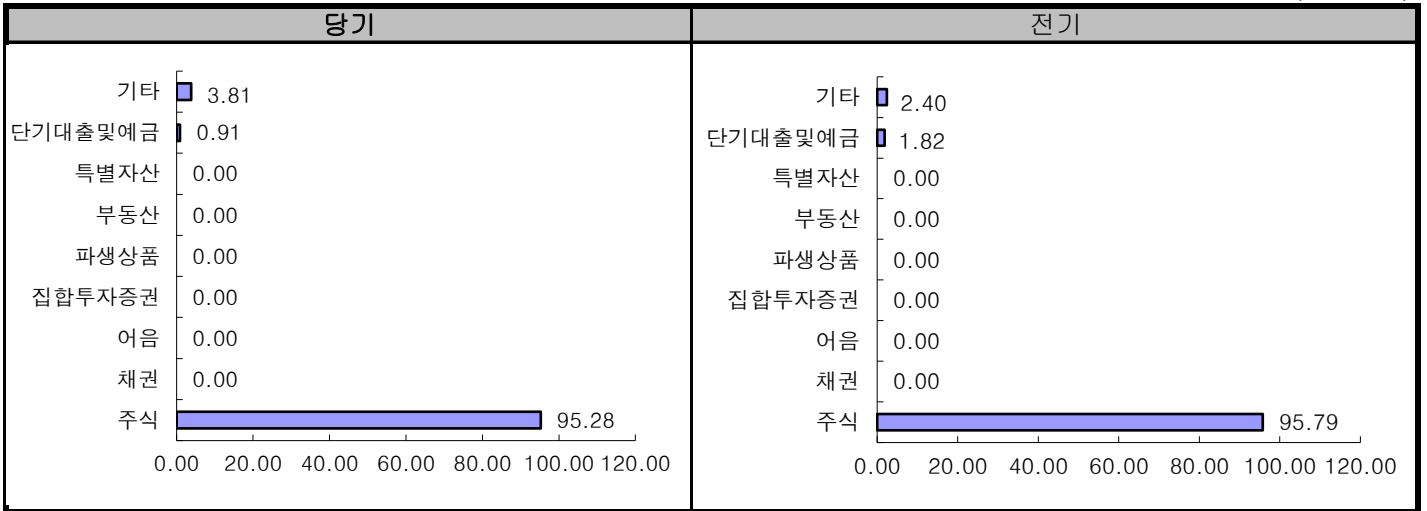 당기
기타 3.81
단기대출및예금 0.91
특별자산 0.00
부동산 0.00
파생상품 0.00
집합투자증권 0.00
어음 0.00
채권 0.00
주식 95.28
0.00 20.00 40.00 60.00 80.00 100.00 120.00
전기
기타 2.40
단기대출및예금 1.82
특별자산 0.00
부동산 0.00
파생상품 0.00
집합투자증권 0.00
어음 0.00
채권 0.00
주식 95.79
0.00 20.00 40.00 60.00 80.00 100.00 120.00